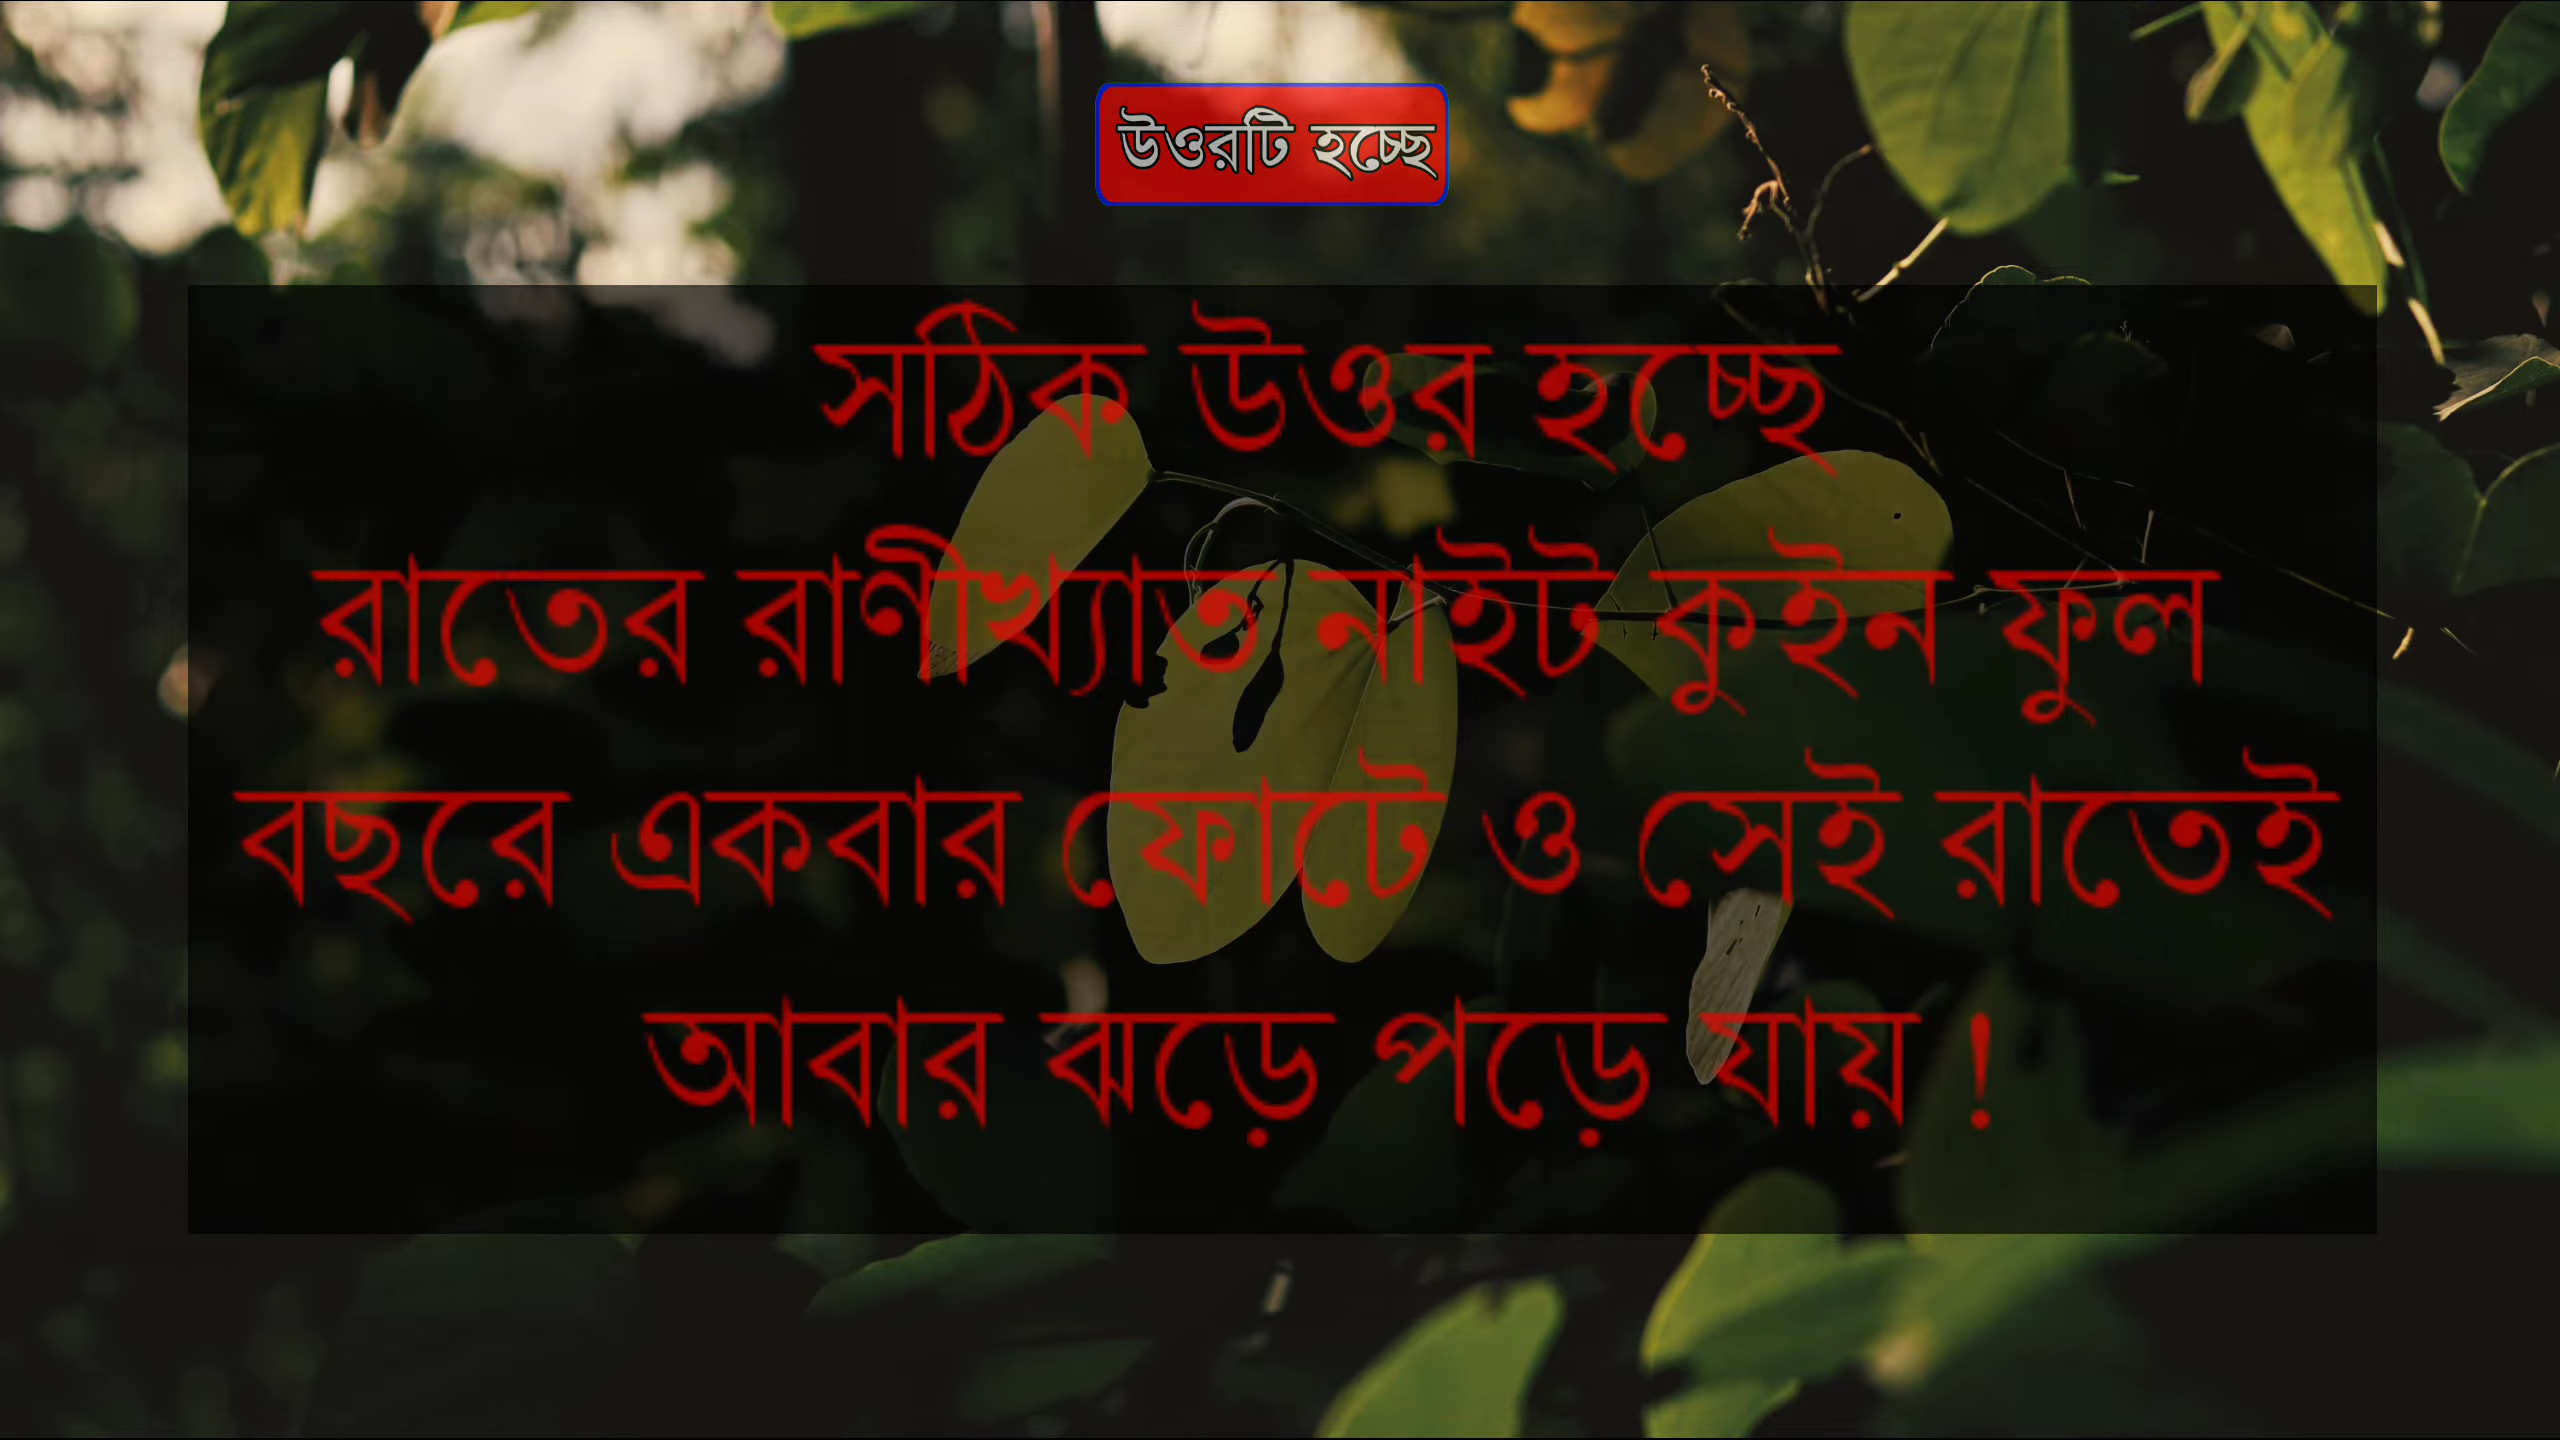 উওরটি হচ্ছে
সঠিক উওর হচ্ছে
রাতের রাণীখ্যাত নাইট কুইন ফুল
বছরে একবার ফোটে ও সেই রাতেই
আবার ঝড়ে পড়ে যায় !